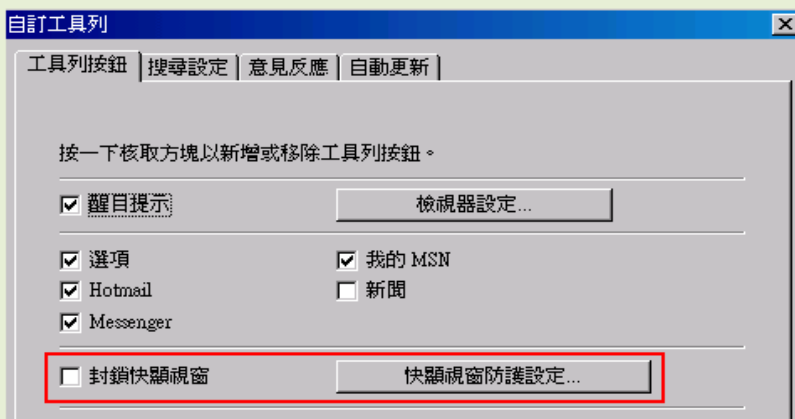 自訂工具列
工具列按鈕 搜尋設定 意見反應 自動更新
按一下核取方塊以新增或移除工具列按鈕。
醒目提示 檢視器設定...
選項 我的 MSN
Hotmail 新聞
Messenger
封鎖快顯視窗 快顯視窗防護設定...